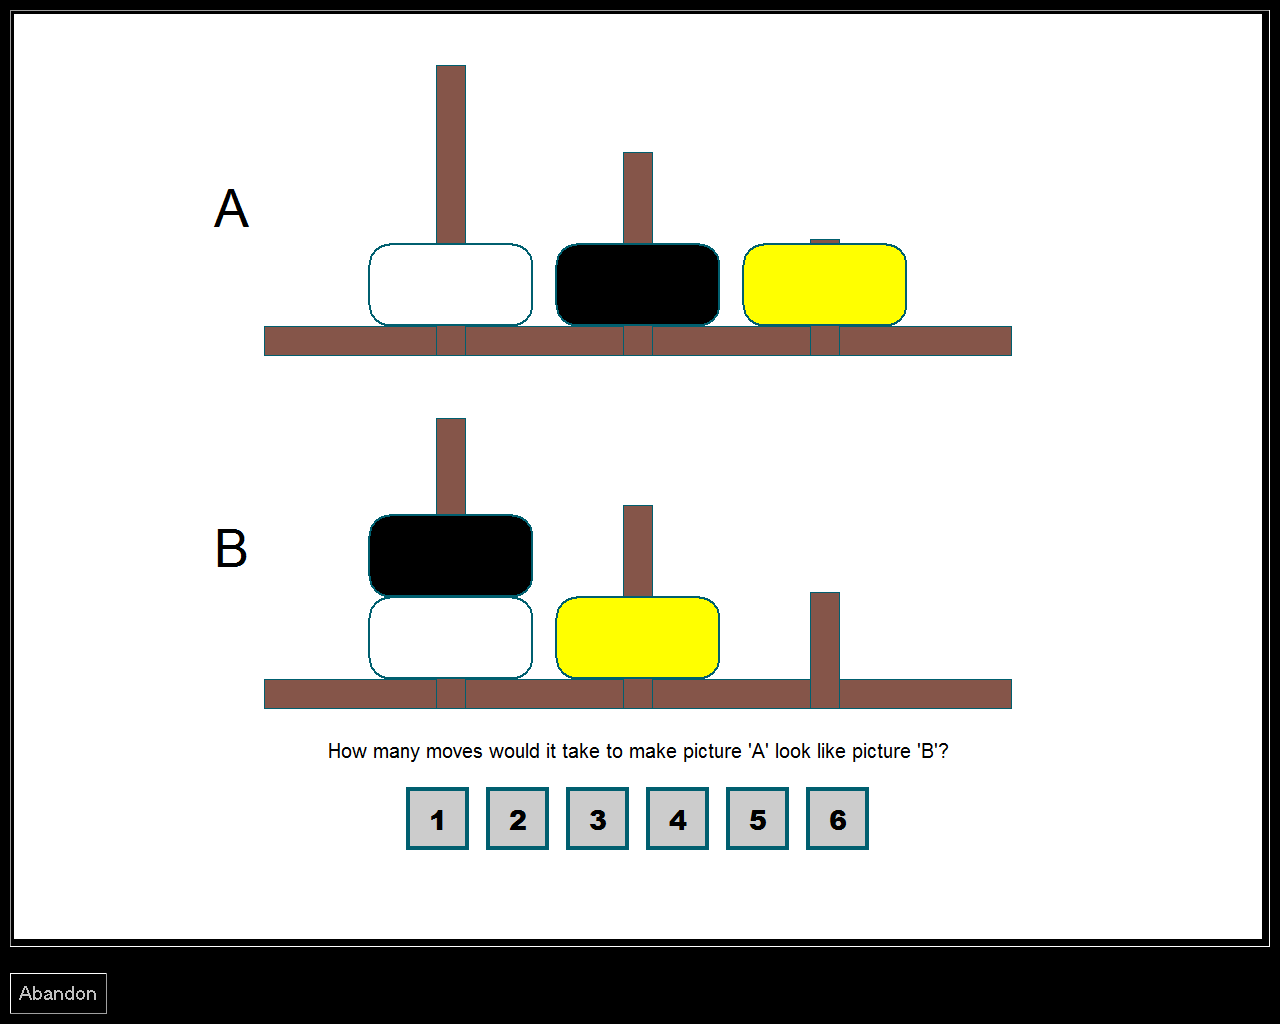 A
B
How many moves would it take to make picture 'A' look like picture 'B'?
1 2 3 4 5 6
Abandon